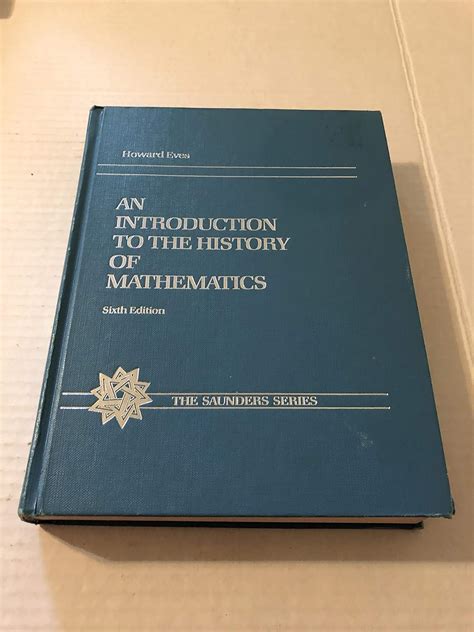 Howard Eves
AN
INTRODUCTION
TO THE HISTORY
OF
MATHEMATICS
Sixth Edition
THE SAUNDERS SERIES